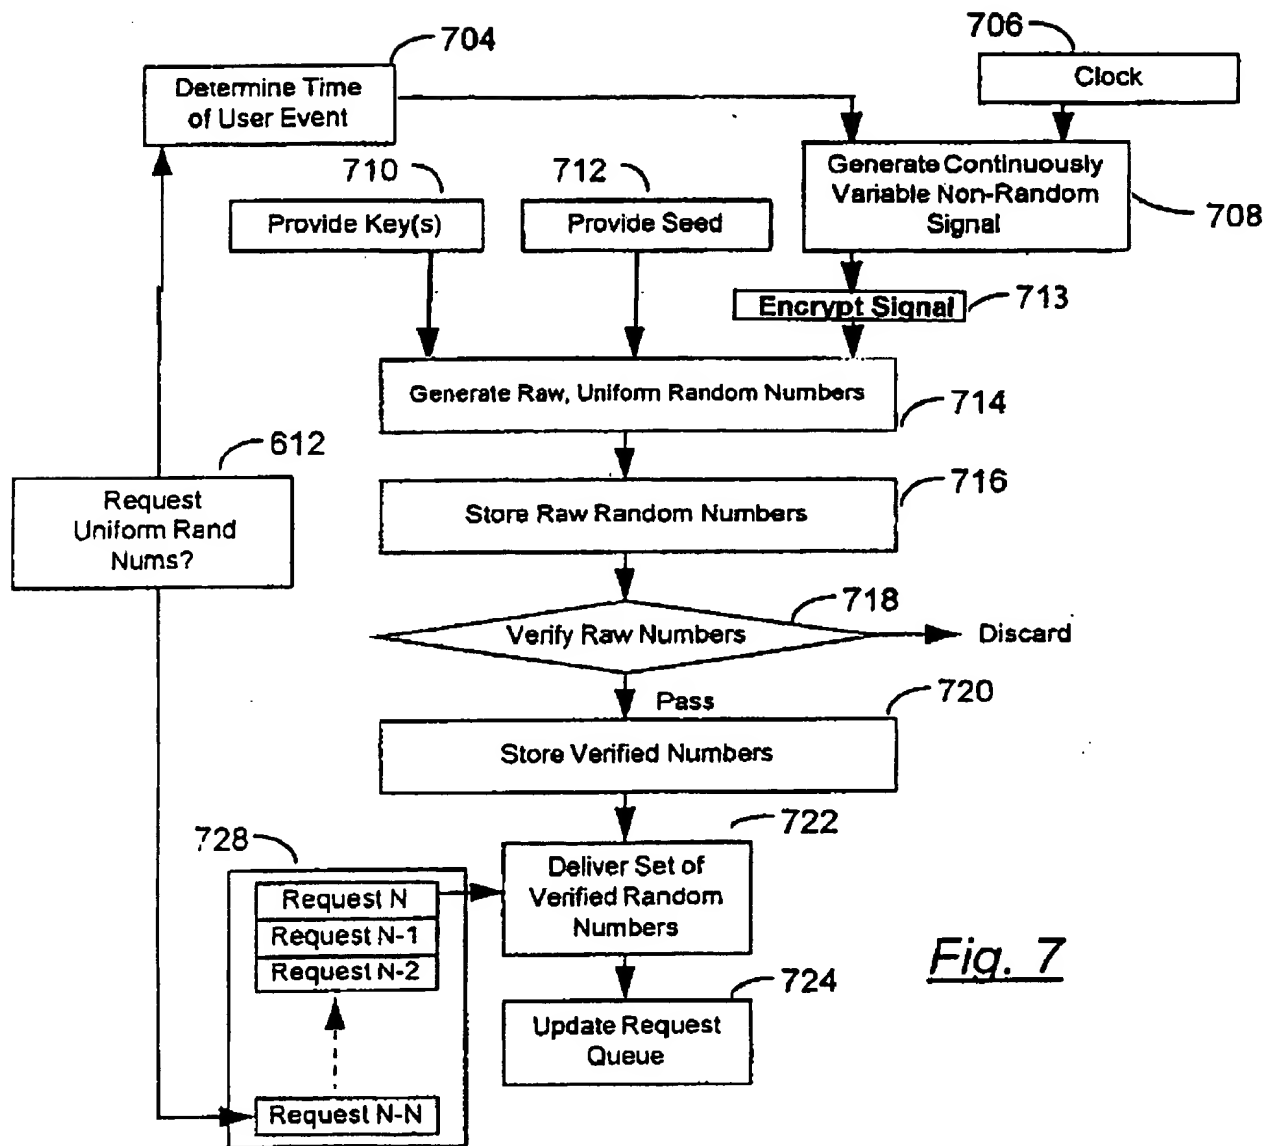 704
706
Determine Time
of User Event
Clock
710
712
Generate Continuously
Variable Non-Random
Signal
708
Provide Key(s)
Provide Seed
Encrypt Signal
713
Generate Raw, Uniform Random Numbers
714
612
Request
Uniform Rand
Nums?
Store Raw Random Numbers
716
718
Verify Raw Numbers
Discard
Pass
720
Store Verified Numbers
722
728
Deliver Set of
Verified Random
Numbers
Request N
Request N-1
Request N-2
Fig. 7
724
Update Request
Queue
Request N-N